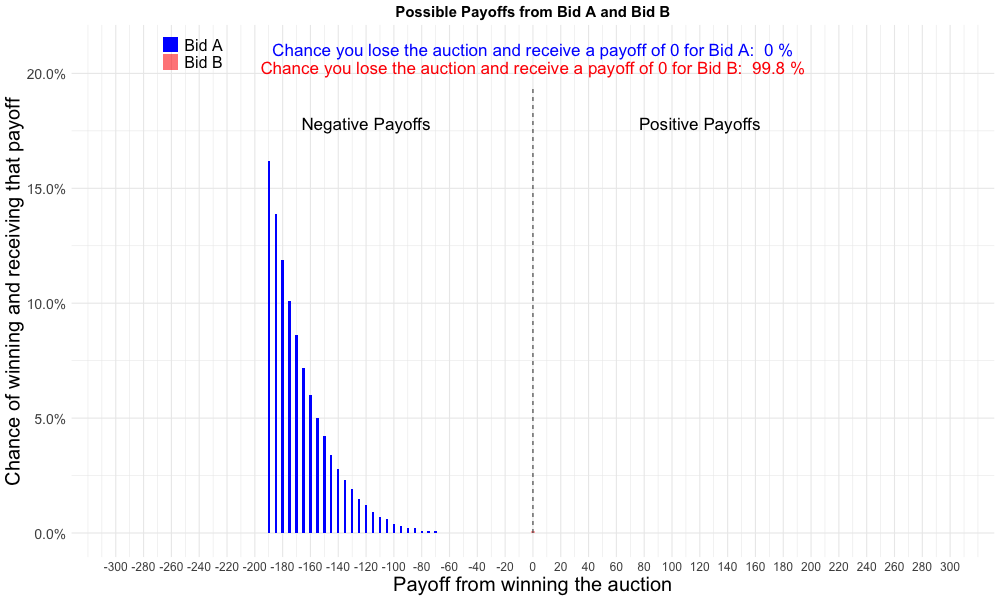 Possible Payoffs from Bid A and Bid B
Bid A
Bid B
Chance you lose the auction and receive a payoff of 0 for Bid A:  0 %
Chance you lose the auction and receive a payoff of 0 for Bid B:  99.8 %
Negative Payoffs
Positive Payoffs
Chance of winning and receiving that payoff
20.0%
15.0%
10.0%
5.0%
0.0%
-300 -280 -260 -240 -220 -200 -180 -160 -140 -120 -100 -80 -60 -40 -20 0 20 40 60 80 100 120 140 160 180 200 220 240 260 280 300
Payoff from winning the auction